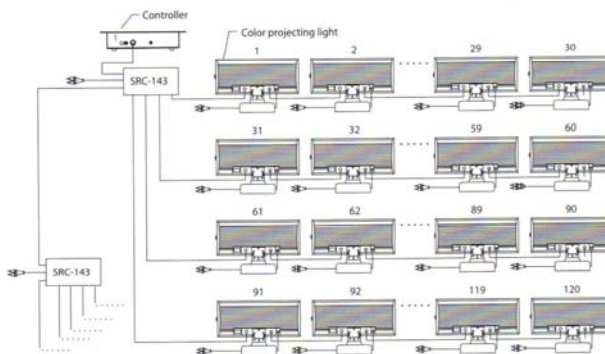 Controller
Color projecting light
1 2 29 30
SRC-143
31 32 59 60
61 62 89 90
SRC-143
91 92 119 120